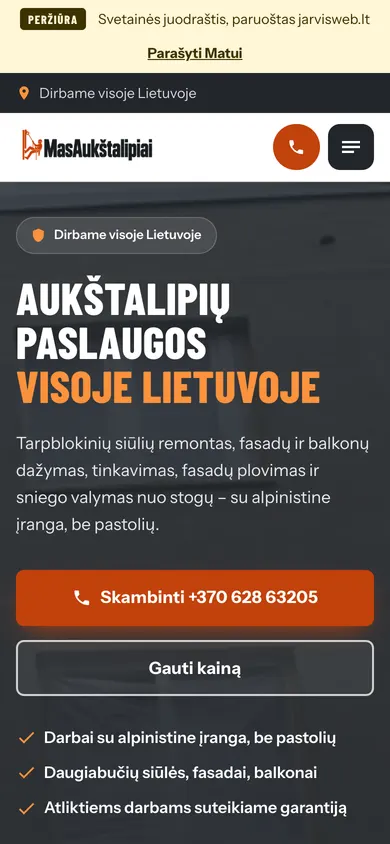 PERŽIŪRA Svetainės juodraštis, paruoštas jarvisweb.lt
Parašyti Matui
Dirbame visoje Lietuvoje
MasAukštalipiai
Dirbame visoje Lietuvoje
AUKŠTALIPIŲ
PASLAUGOS
VISOJE LIETUVOJE
Tarpblokinių siūlių remontas, fasadų ir balkonų
dažymas, tinkavimas, fasadų plovimas ir
sniego valymas nuo stogų – su alpinistine
įranga, be pastolių.
Skambinti +370 628 63205
Gauti kainą
Darbai su alpinistine įranga, be pastolių
Daugiabučių siūlės, fasadai, balkonai
Atliktiems darbams suteikiame garantiją